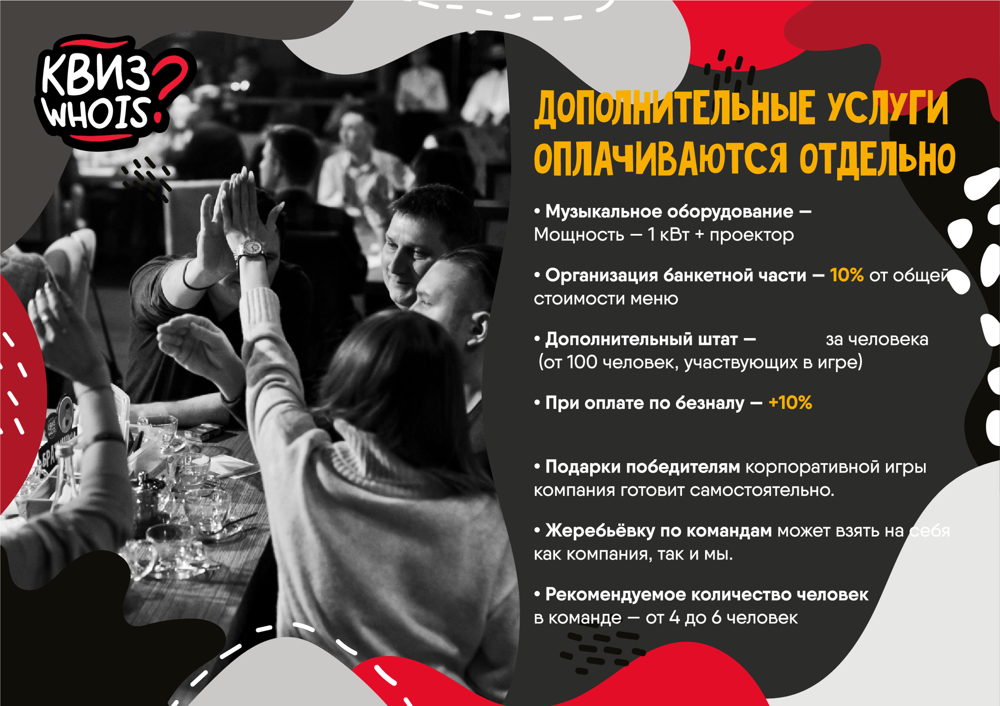 КВИЗ?
WHOIS
ДОПОЛНИТЕЛЬНЫЕ УСЛУГИ
ОПЛАЧИВАЮТСЯ ОТДЕЛЬНО
• Музыкальное оборудование —
Мощность — 1 кВт + проектор
• Организация банкетной части — 10% от общей
стоимости меню
• Дополнительный штат — за человека
(от 100 человек, участвующих в игре)
• При оплате по безналу — +10%
• Подарки победителям корпоративной игры
компания готовит самостоятельно.
• Жеребьёвку по командам может взять на себя
как компания, так и мы.
• Рекомендуемое количество человек
в команде — от 4 до 6 человек